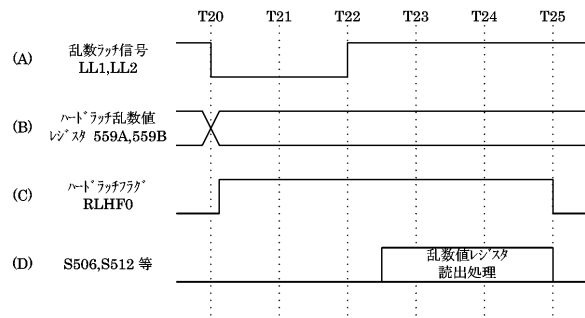 T20 T21 T22 T23 T24 T25
(A) 乱数ラッチ信号
LL1,LL2
(B) ハードラッチ乱数値
レジスタ 559A,559B
(C) ハードラッチフラグ
RLHF0
(D) S506,S512 等
乱数値レジスタ
読出処理